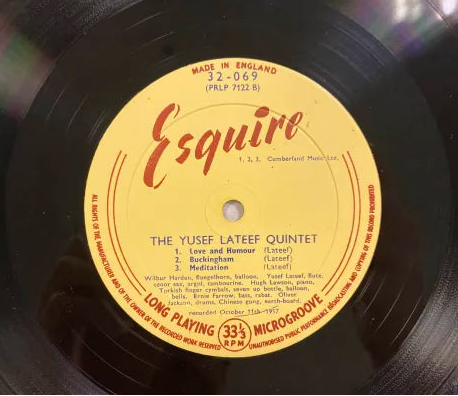 MADE IN ENGLAND
32-069
(PRLP 7122 B)
Esquire
1, 2, 3. Cumberland Music Ltd.
THE YUSEF LATEEF QUINTET
1. Love and Humour (Lateef)
2. Buckingham (Lateef)
3. Meditation (Lateef)
Wilbur Harden, fluegelhorn, balloon, Yusef Lateef, flute,
tenor sax, argol, tambourine. Hugh Lawson, piano,
Turkish finger cymbals, seven up bottle, balloon,
bells. Ernie Farrow, bass, rabat. Oliver
Jackson, drums, Chinese gong, earth-board.
recorded October 11th, 1957
LONG PLAYING 33⅓ RPM MICROGROOVE
ALL RIGHTS OF THE MANUFACTURER AND OF THE OWNER OF THE RECORDED WORK RESERVED
UNAUTHORISED PUBLIC PERFORMANCE BROADCASTING AND COPYING OF THIS RECORD PROHIBITED